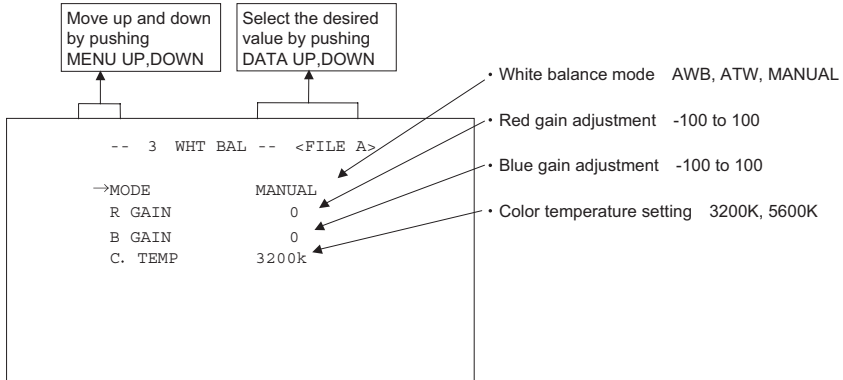 Move up and down
by pushing
MENU UP,DOWN
Select the desired
value by pushing
DATA UP,DOWN
・White balance mode AWB, ATW, MANUAL
・Red gain adjustment -100 to 100
・Blue gain adjustment -100 to 100
・Color temperature setting 3200K, 5600K
-- 3 WHT BAL -- <FILE A>
→MODE MANUAL
R GAIN 0
B GAIN 0
C. TEMP 3200k